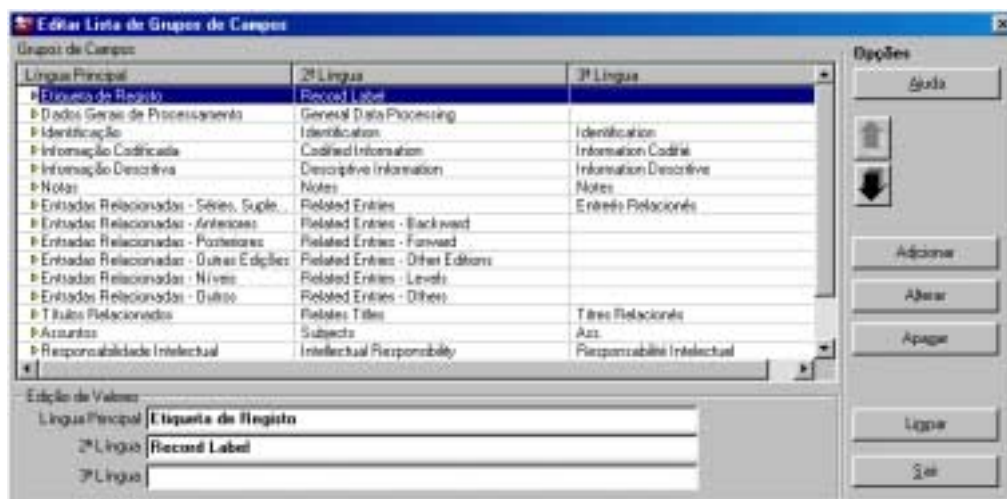 Editar Lista de Grupos de Campos
Grupos de Campos
Opções
Língua Principal 2ª Língua 3ª Língua
Ajuda
Etiqueta de Registo Record Label
Dados Gerais de Processamento General Data Processing
Identificação Identification Identification
Informação Codificada Codified Information Information Codifié
Informação Descritiva Descriptive Information Information Descritive
Notas Notes Notes
Entradas Relacionadas - Séries, Suple... Related Entries Entreés Relacionés
Entradas Relacionadas - Anteriores Related Entries - Backward
Entradas Relacionadas - Posteriores Related Entries - Forward
Entradas Relacionadas - Outras Edições Related Entries - Other Editions
Adicionar
Entradas Relacionadas - Níveis Related Entries - Levels
Entradas Relacionadas - Outros Related Entries - Others
Alterar
Títulos Relacionados Relates Titles Titres Relacionés
Assuntos Subjects Ass.
Apagar
Responsabilidade Intelectual Intellectual Responsibility Responsabilité Intelectual
Edição de Valores
Língua Principal Etiqueta de Registo
Limpar
2ª Língua Record Label
3ª Língua
Sair